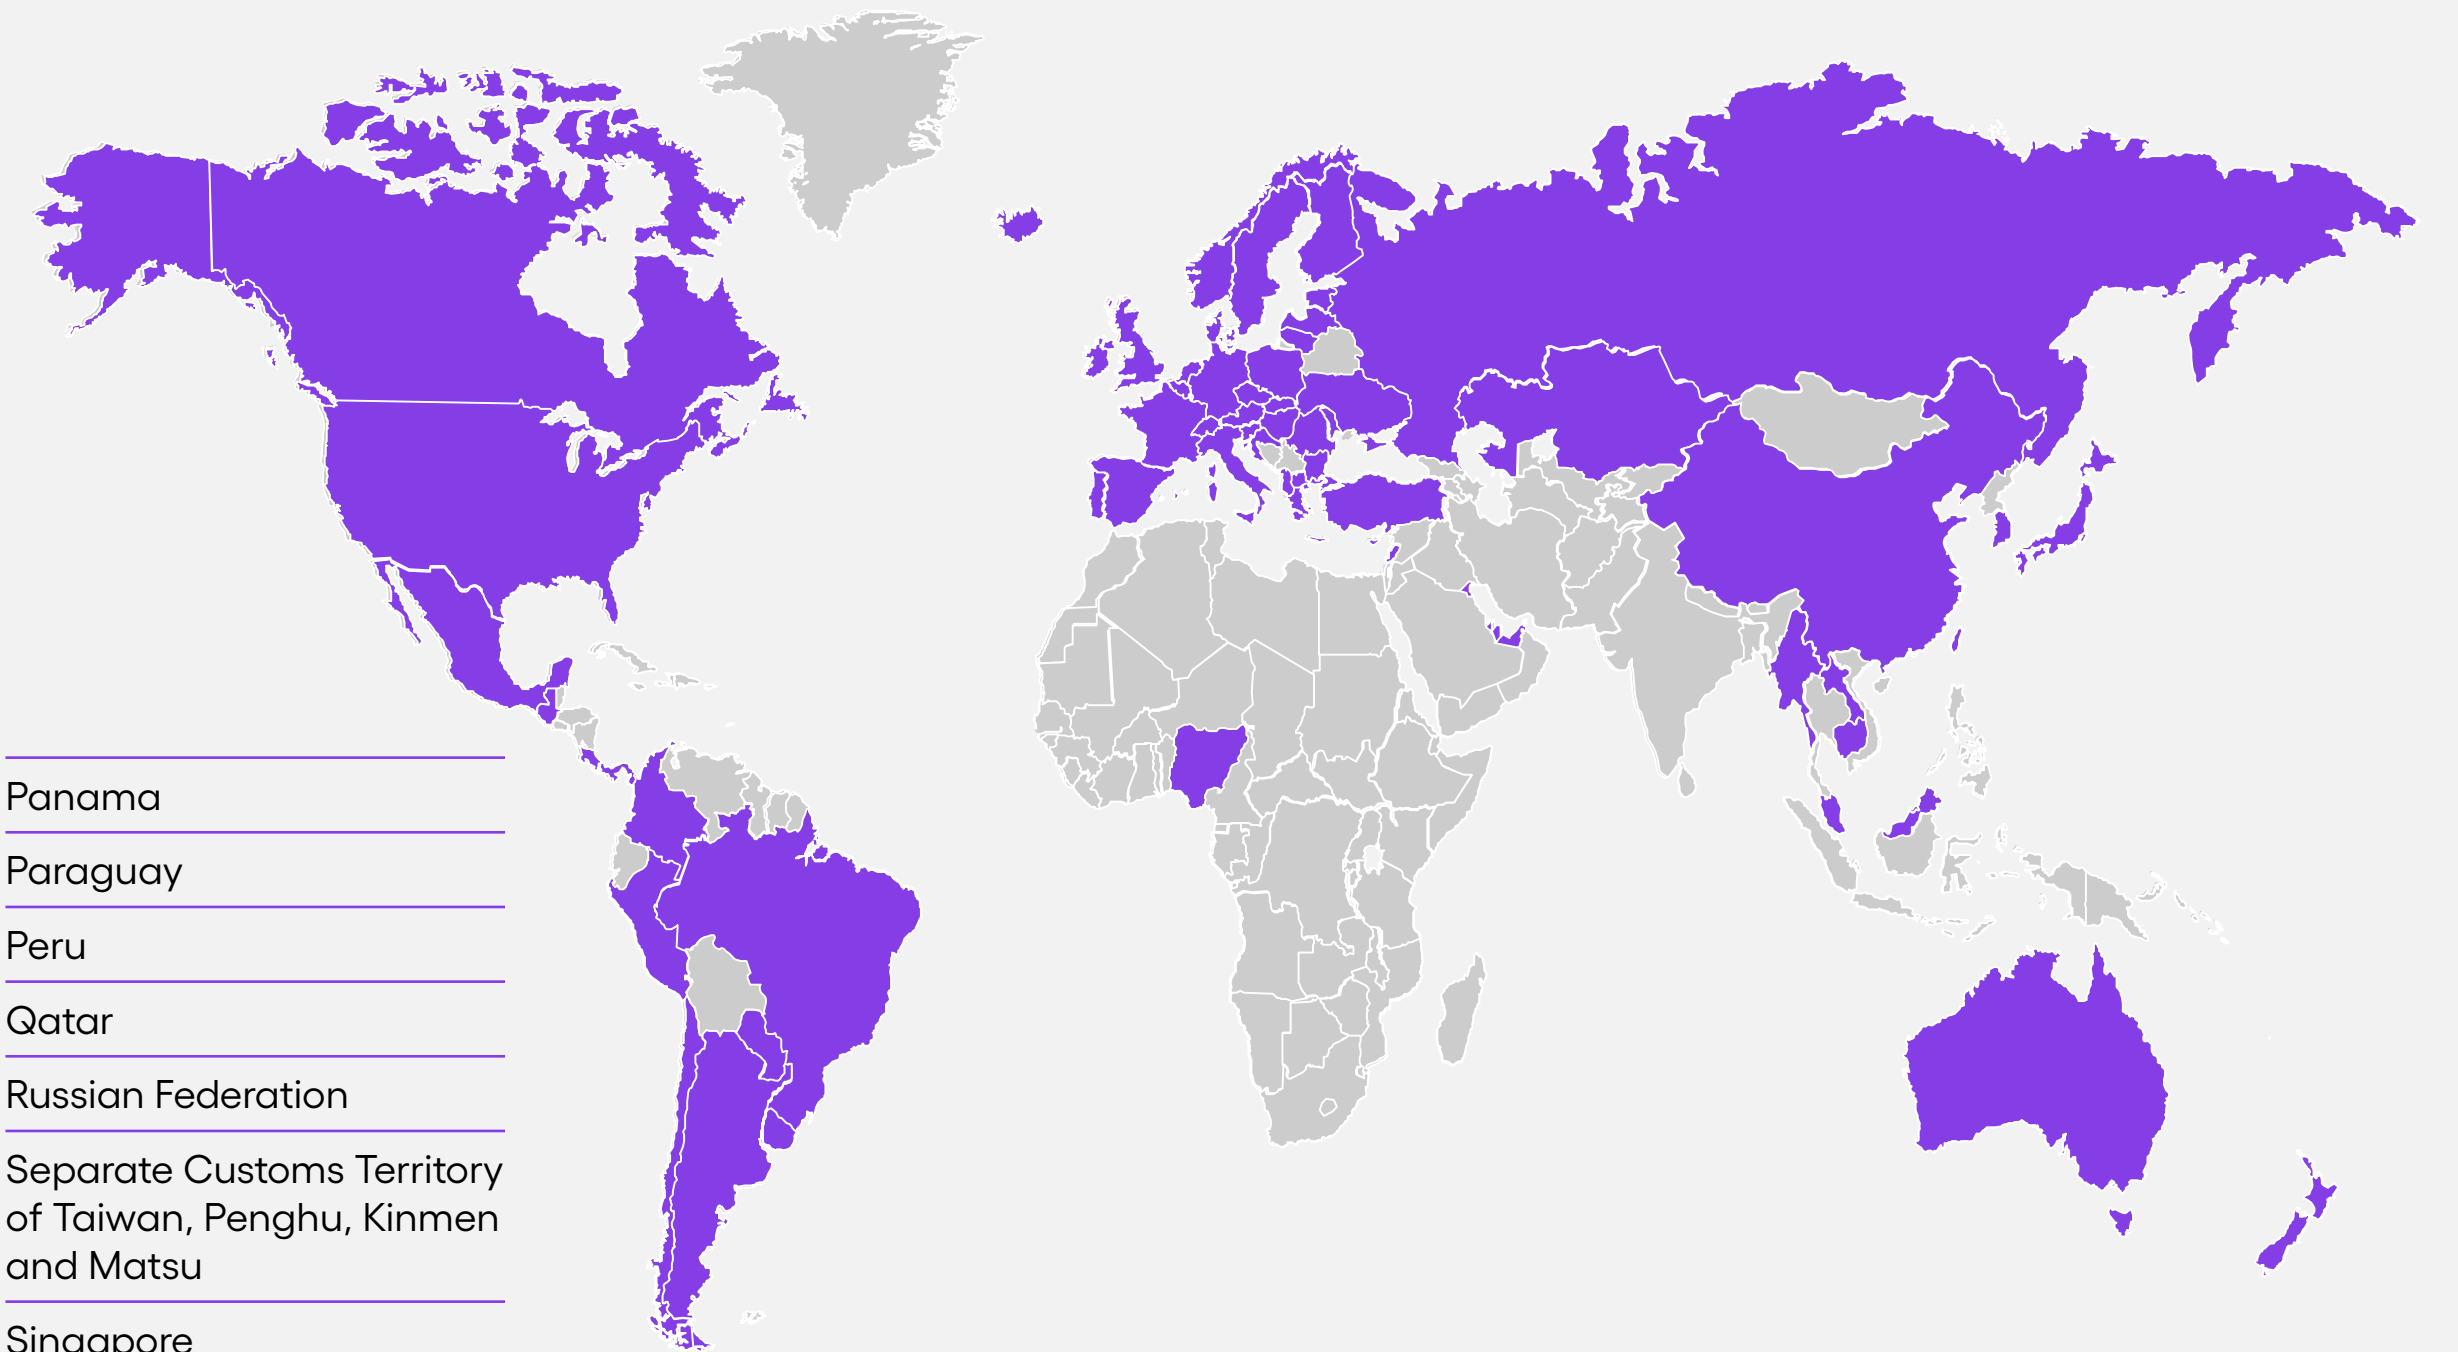 Panama
Paraguay
Peru
Qatar
Russian Federation
Separate Customs Territory
of Taiwan, Penghu, Kinmen
and Matsu
Singapore